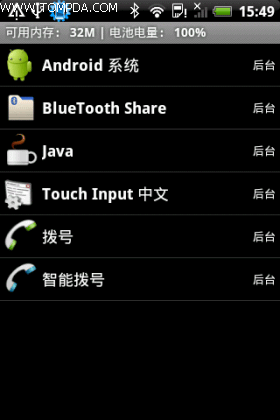 www.TOMPDA.COM
15:49
可用内存： 32M | 电池电量： 100%
Android 系统 后台
BlueTooth Share 后台
Java 后台
Touch Input 中文 后台
拨号 后台
智能拨号 后台